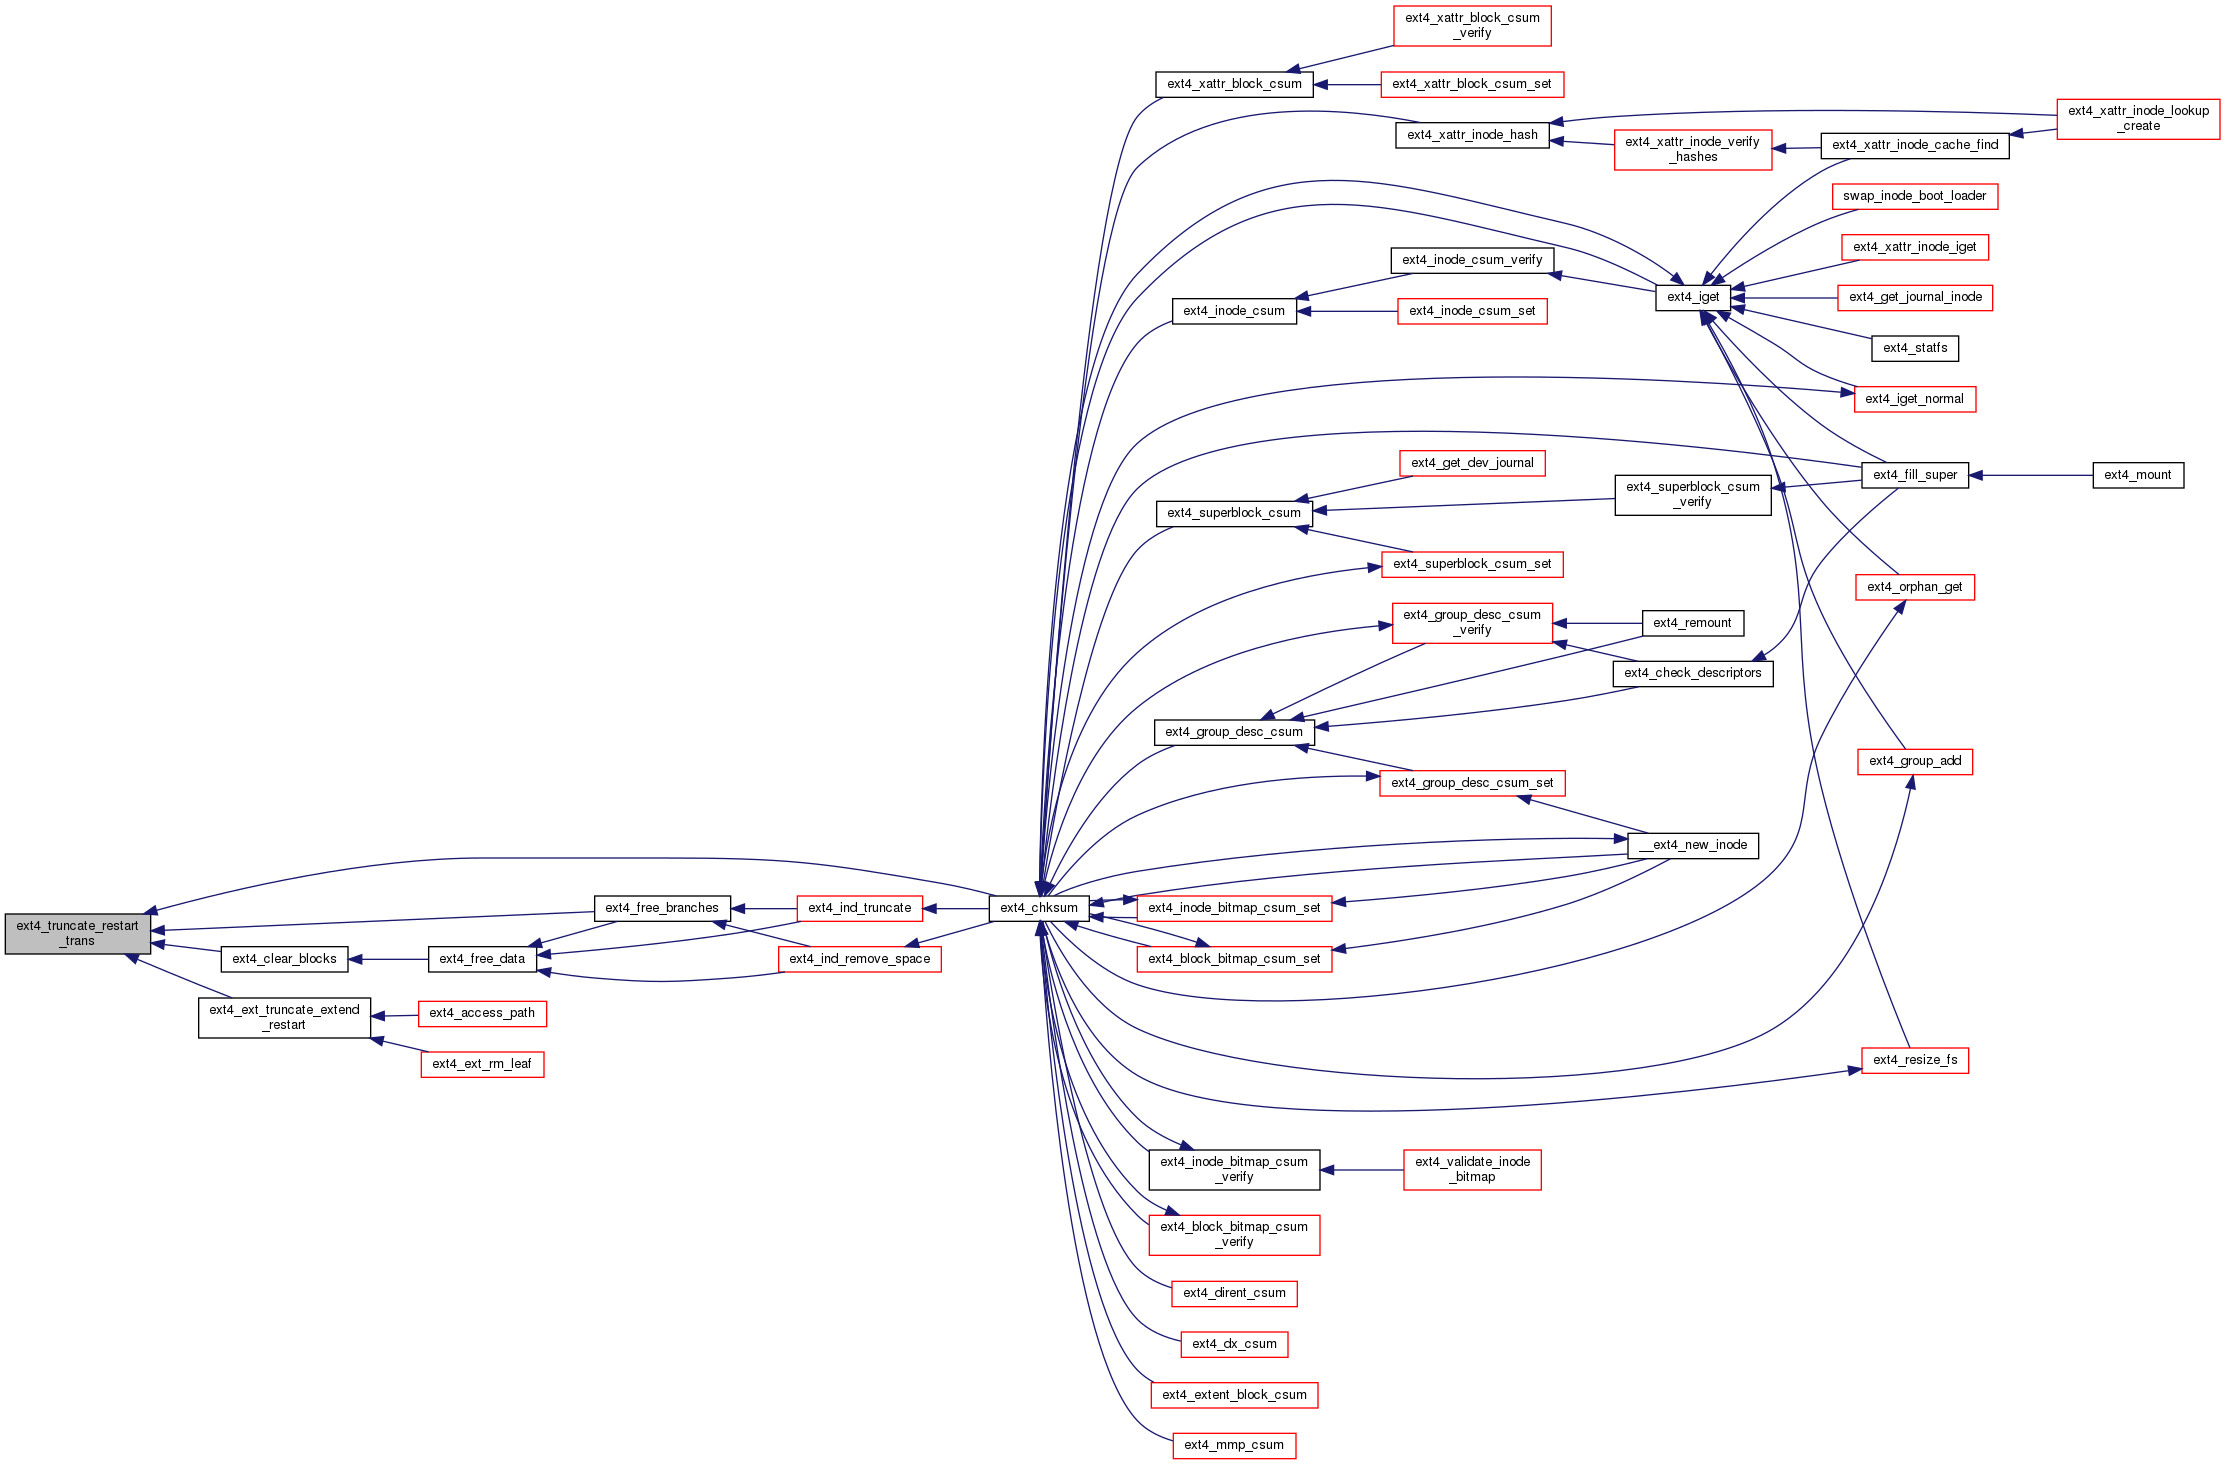 ext4_truncate_restart
_trans
ext4_clear_blocks
ext4_ext_truncate_extend
_restart
ext4_free_data
ext4_access_path
ext4_ext_rm_leaf
ext4_free_branches
ext4_ind_truncate
ext4_ind_remove_space
ext4_chksum
ext4_xattr_block_csum
ext4_inode_csum
ext4_superblock_csum
ext4_group_desc_csum
ext4_inode_bitmap_csum_set
ext4_block_bitmap_csum_set
ext4_inode_bitmap_csum
_verify
ext4_block_bitmap_csum
_verify
ext4_dirent_csum
ext4_dx_csum
ext4_extent_block_csum
ext4_mmp_csum
ext4_xattr_block_csum
_verify
ext4_xattr_block_csum_set
ext4_xattr_inode_hash
ext4_inode_csum_verify
ext4_inode_csum_set
ext4_get_dev_journal
ext4_superblock_csum_set
ext4_group_desc_csum
_verify
ext4_group_desc_csum_set
ext4_validate_inode
_bitmap
ext4_xattr_inode_verify
_hashes
ext4_iget
ext4_superblock_csum
_verify
ext4_remount
ext4_check_descriptors
__ext4_new_inode
ext4_xattr_inode_cache_find
swap_inode_boot_loader
ext4_xattr_inode_iget
ext4_get_journal_inode
ext4_statfs
ext4_iget_normal
ext4_fill_super
ext4_orphan_get
ext4_group_add
ext4_resize_fs
ext4_xattr_inode_lookup
_create
ext4_mount